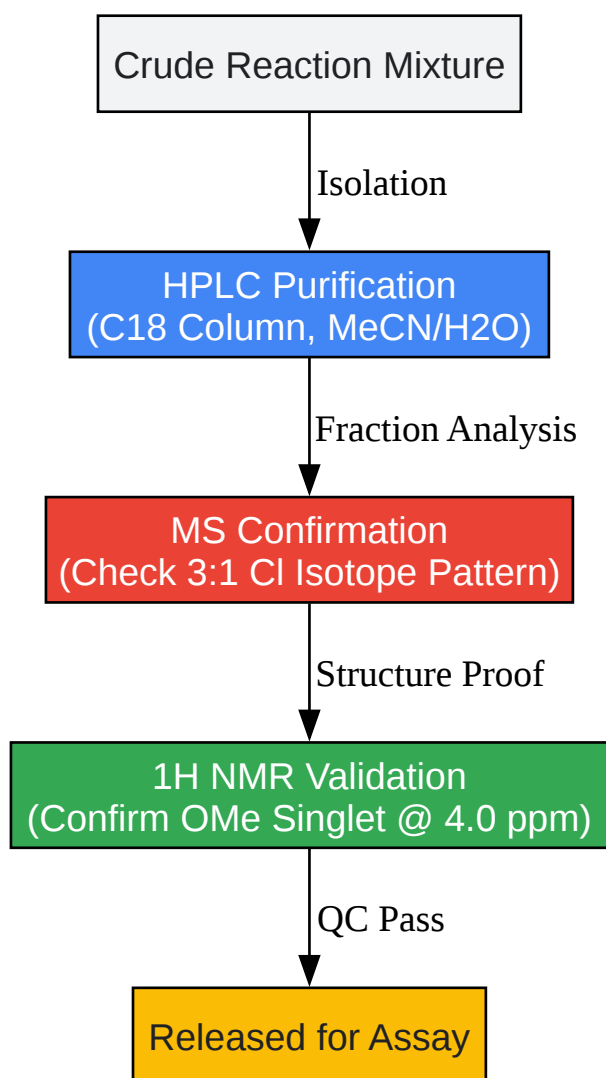 Crude Reaction Mixture
Isolation
HPLC Purification
(C18 Column, MeCN/H2O)
Fraction Analysis
MS Confirmation
(Check 3:1 Cl Isotope Pattern)
Structure Proof
1H NMR Validation
(Confirm OMe Singlet @ 4.0 ppm)
QC Pass
Released for Assay